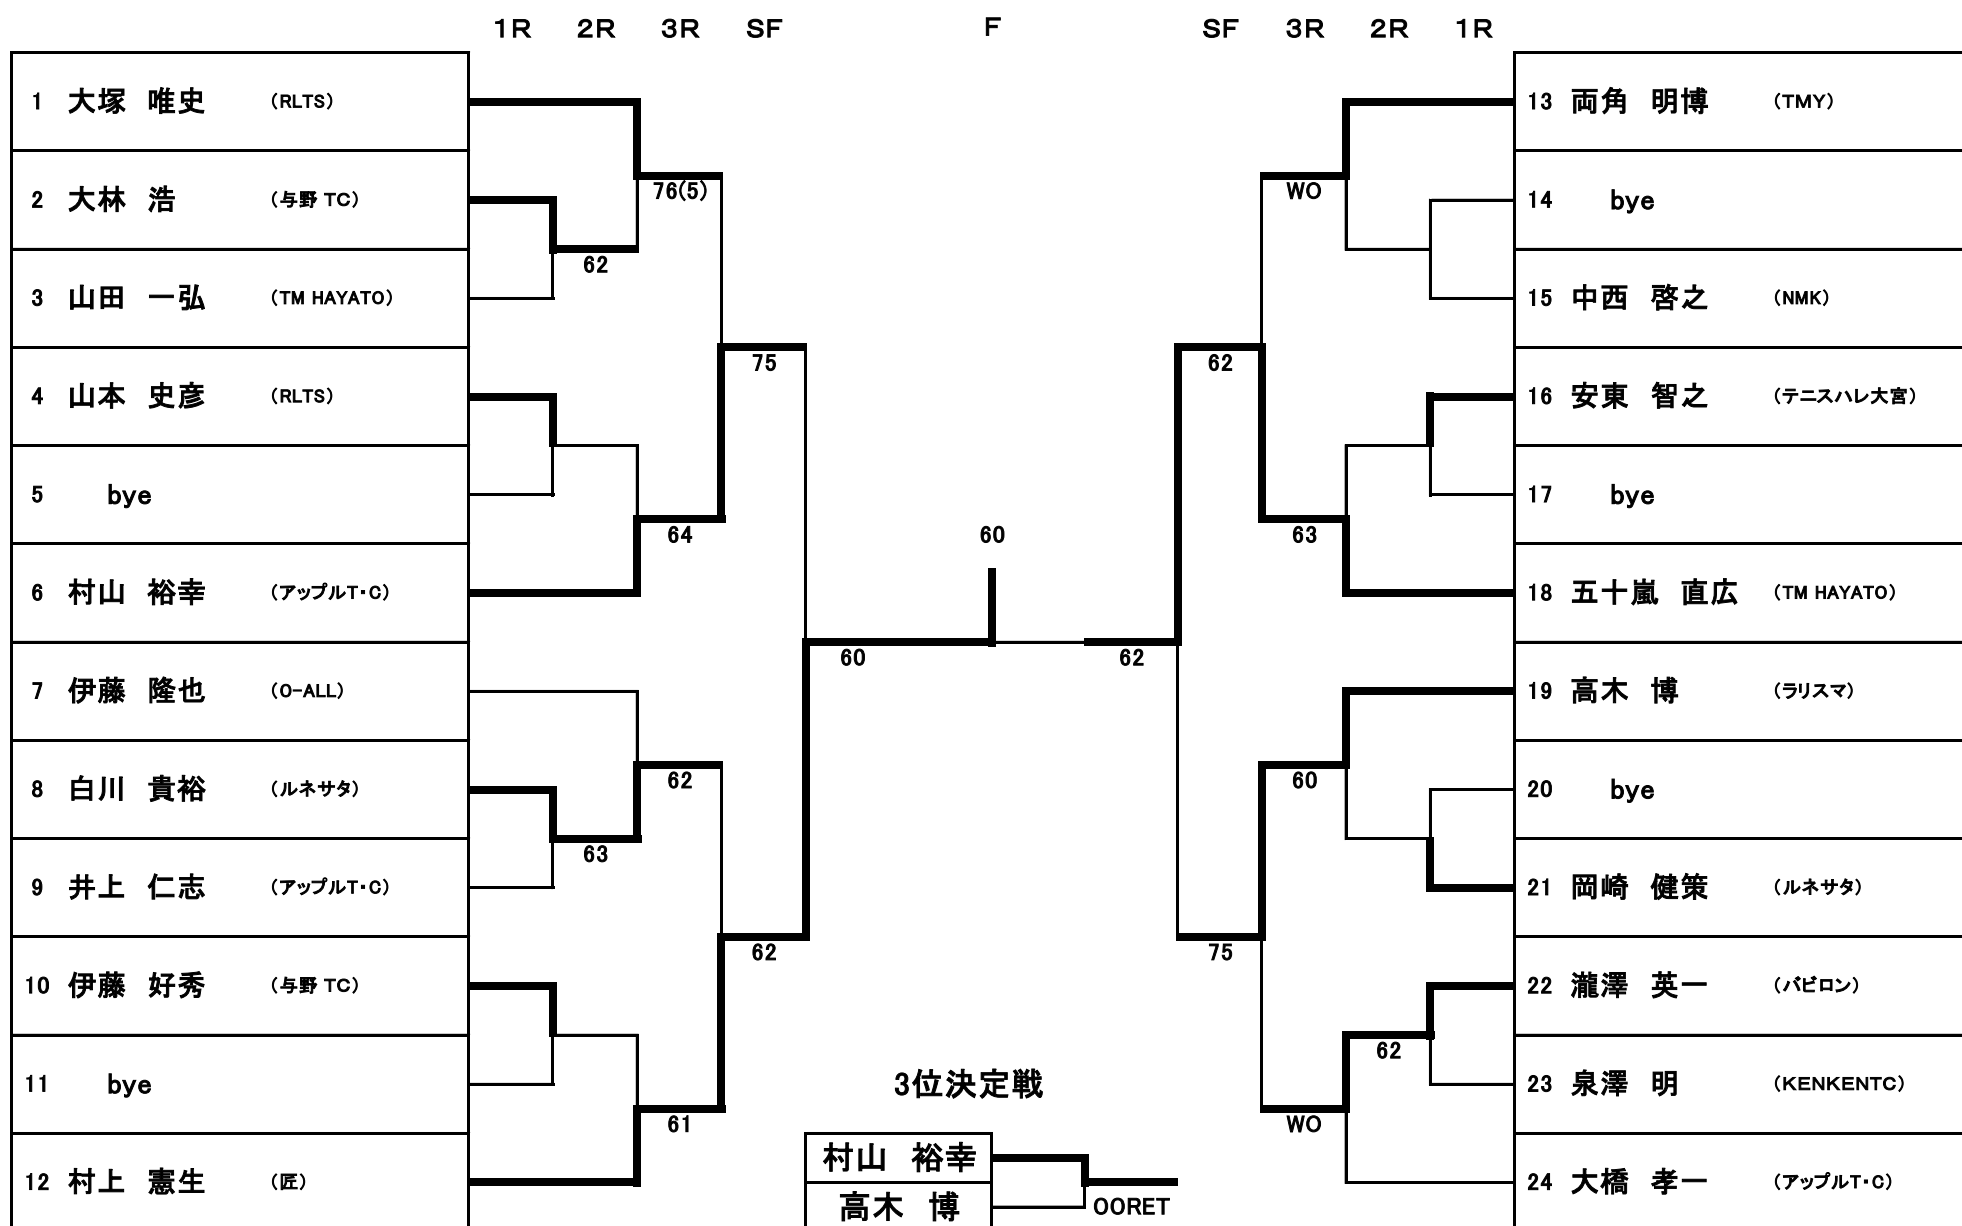 1R 2R 3R SF F SF 3R 2R 1R
1 大塚 唯史 (RLTS)
13 両角 明博 (TMY)
76(5)
WO
2 大林 浩 (与野 TC)
14 bye
62
3 山田 一弘 (TM HAYATO)
15 中西 啓之 (NMK)
75
62
4 山本 史彦 (RLTS)
16 安東 智之 (テニスハレ大宮)
5 bye
17 bye
64
60
63
6 村山 裕幸 (アップルT・C)
18 五十嵐 直広 (TM HAYATO)
60
62
7 伊藤 隆也 (O-ALL)
19 高木 博 (ラリスマ)
62
60
8 白川 貴裕 (ルネサタ)
20 bye
63
9 井上 仁志 (アップルT・C)
21 岡崎 健策 (ルネサタ)
62
75
10 伊藤 好秀 (与野 TC)
22 瀧澤 英一 (バビロン)
62
11 bye
3位決定戦
23 泉澤 明 (KENKENTC)
61
WO
村山 裕幸
12 村上 憲生 (匠)
24 大橋 孝一 (アップルT・C)
高木 博
00RET